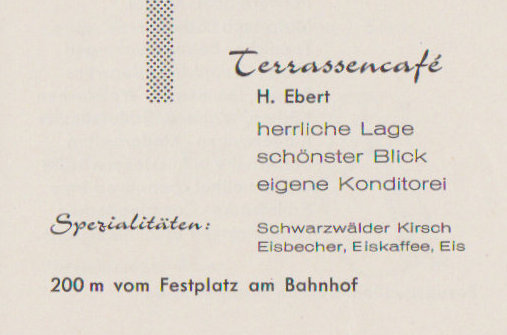 Terrassencafé
H. Ebert
herrliche Lage
schönster Blick
eigene Konditorei
Spezialitäten: Schwarzwälder Kirsch
Eisbecher, Eiskaffee, Eis
200 m vom Festplatz am Bahnhof